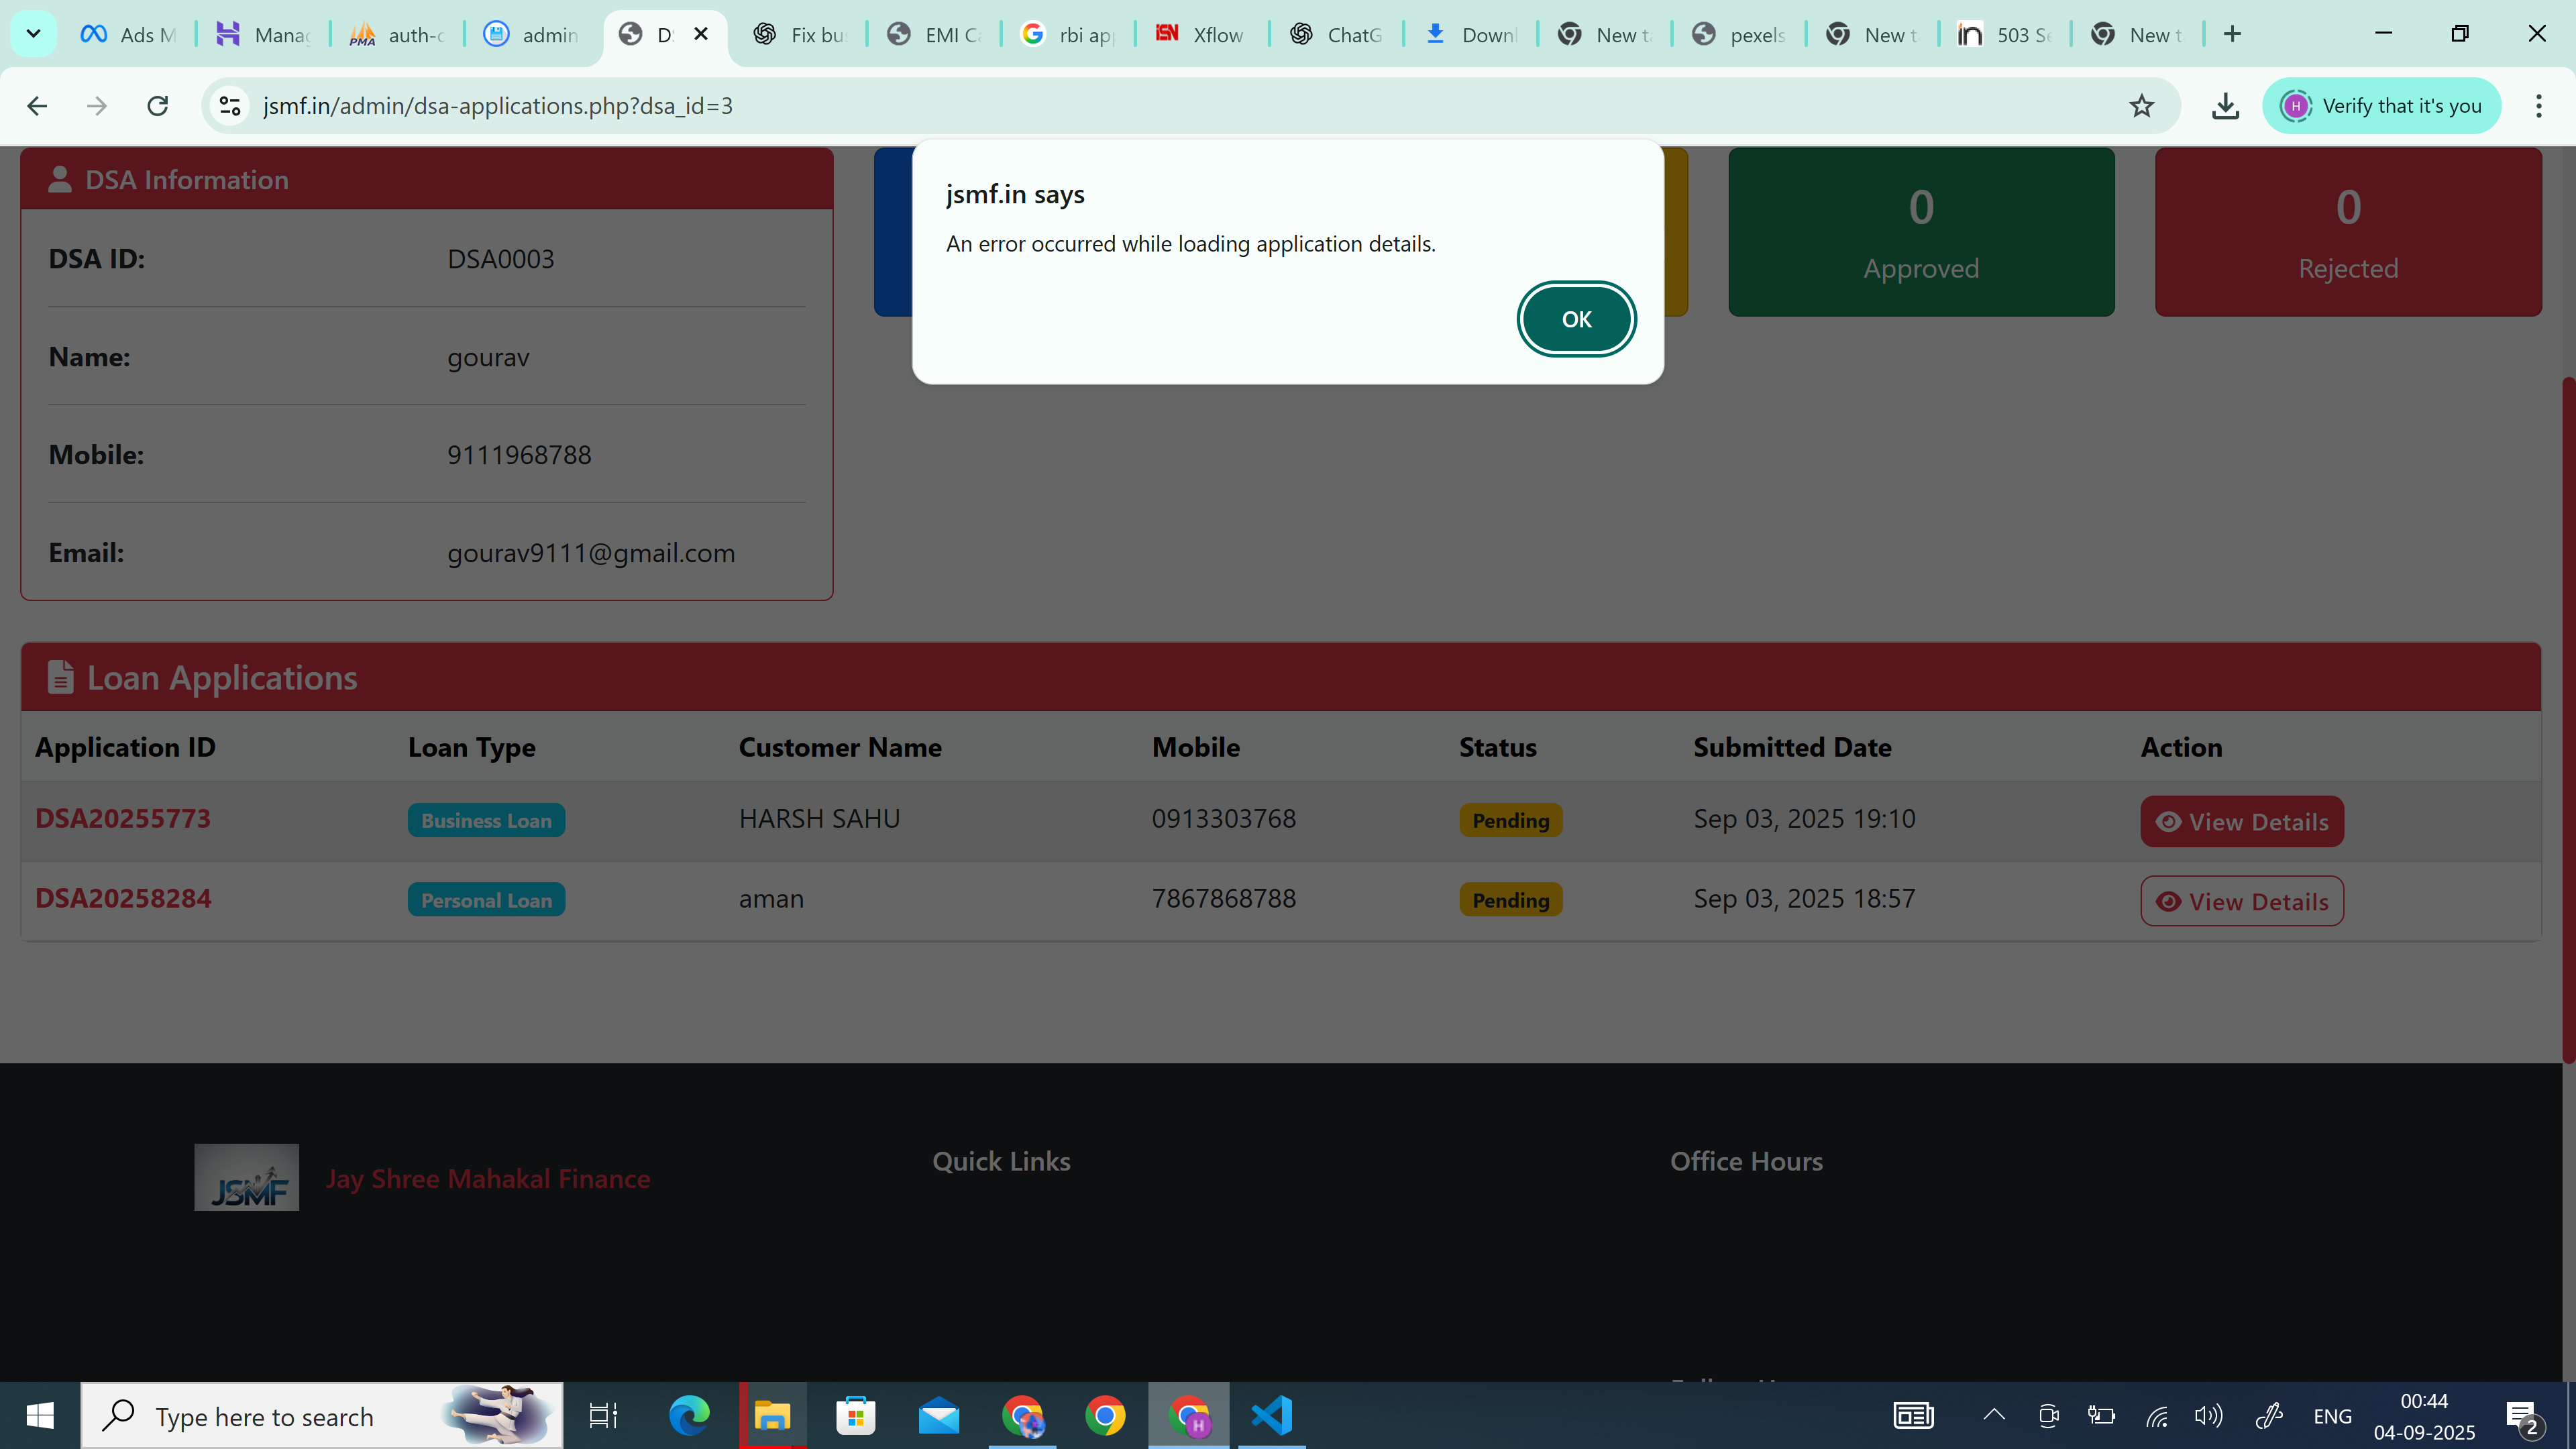 Ads M
Manag
auth-c
admin
DS
Fix bus
EMI Ca
rbi app
Xflow
ChatG
Downl
New ta
pexels
New t
503 Se
New t
jsmf.in/admin/dsa-applications.php?dsa_id=3
Verify that it's you
jsmf.in says
An error occurred while loading application details.
OK
DSA Information
DSA ID: DSA0003
Name: gourav
Mobile: 9111968788
Email: gourav9111@gmail.com
0
Approved
0
Rejected
Loan Applications
Application ID Loan Type Customer Name Mobile Status Submitted Date Action
DSA20255773 Business Loan HARSH SAHU 0913303768 Pending Sep 03, 2025 19:10 View Details
DSA20258284 Personal Loan aman 7867868788 Pending Sep 03, 2025 18:57 View Details
JSMF
Jay Shree Mahakal Finance
Quick Links
Office Hours
Type here to search
ENG
00:44
04-09-2025
2